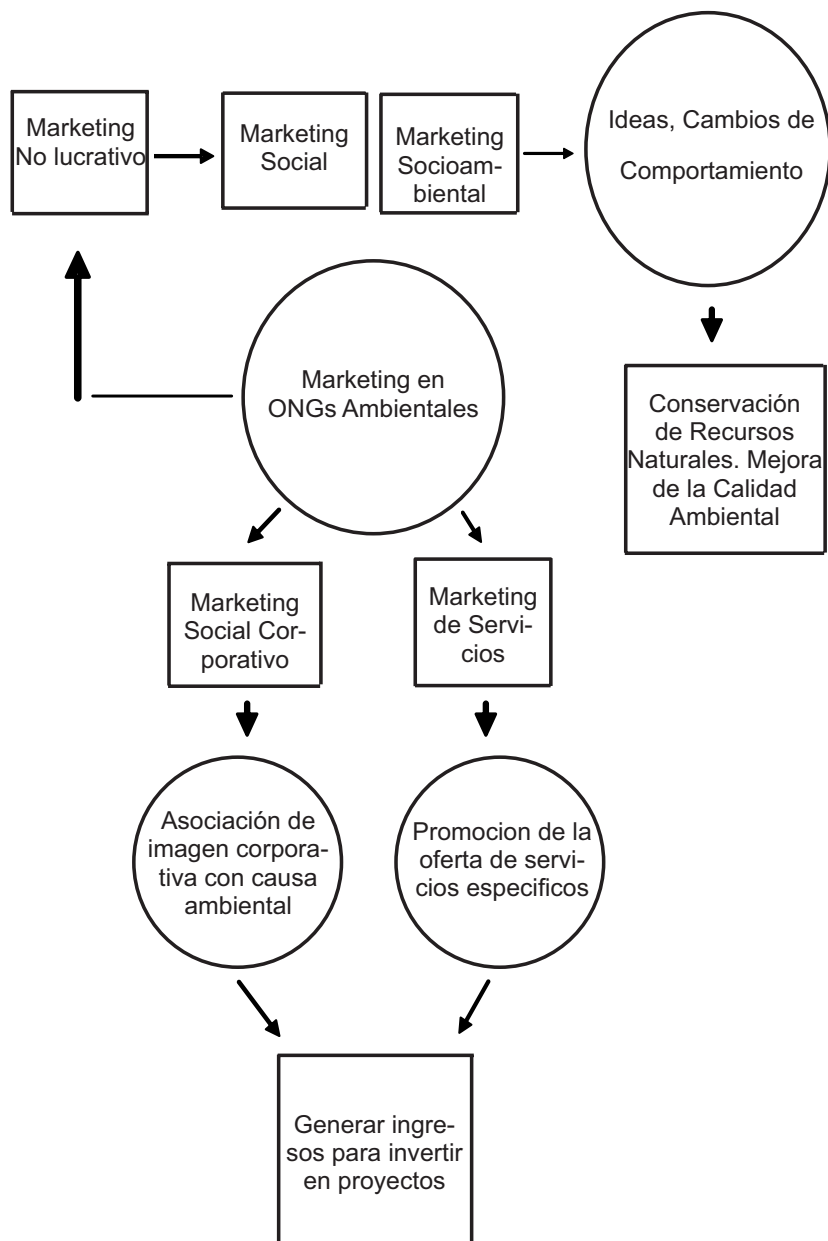 Marketing
No lucrativo
Marketing
Social
Marketing
Socioam-
biental
Ideas, Cambios de
Comportamiento
Marketing en
ONGs Ambientales
Conservación
de Recursos
Naturales. Mejora
de la Calidad
Ambiental
Marketing
Social Cor-
porativo
Marketing
de Servi-
cios
Asociación de
imagen corpora-
tiva con causa
ambiental
Promocion de la
oferta de servi-
cios especificos
Generar ingre-
sos para invertir
en proyectos